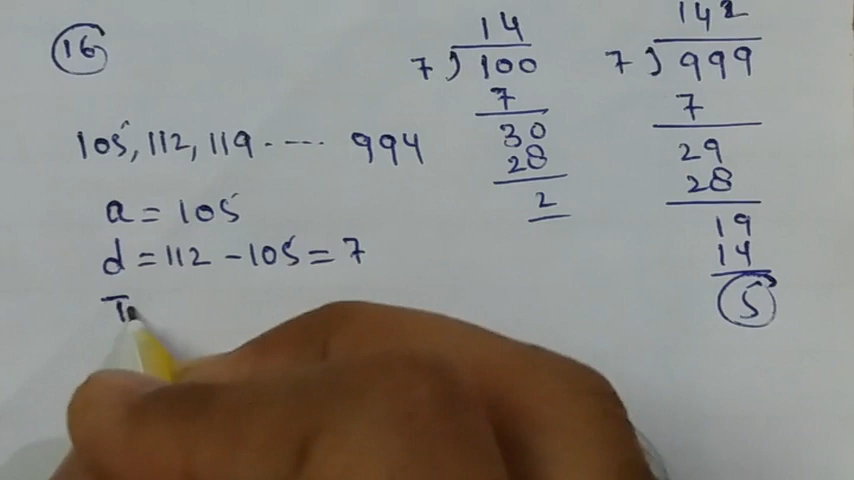 16
105, 112, 119 ---- 994
a = 105
d = 112 - 105 = 7
T
14
7 ) 100
7
30
28
2
142
7 ) 999
7
29
28
19
14
5